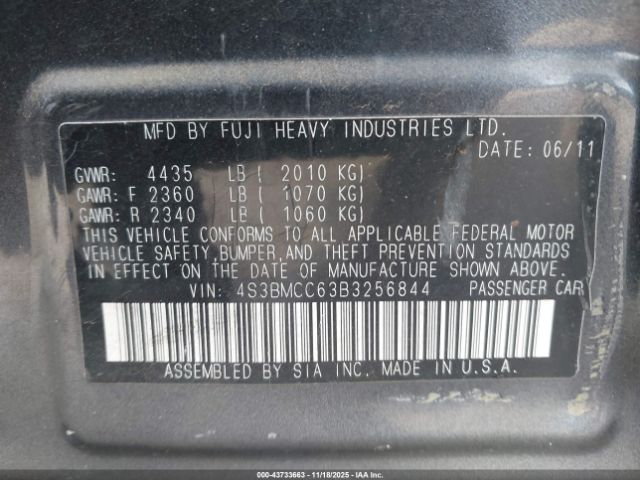 MFD BY FUJI HEAVY INDUSTRIES LTD.
DATE: 06/11
GVWR: 4435 LB ( 2010 KG)
GAWR: F 2360 LB ( 1070 KG)
GAWR: R 2340 LB ( 1060 KG)
THIS VEHICLE CONFORMS TO ALL APPLICABLE FEDERAL MOTOR
VEHICLE SAFETY, BUMPER, AND THEFT PREVENTION STANDARDS
IN EFFECT ON THE DATE OF MANUFACTURE SHOWN ABOVE.
VIN: 4S3BMCC63B3256844 PASSENGER CAR
ASSEMBLED BY SIA INC. MADE IN U.S.A.
000-43733663 - 11/18/2025 - IAA Inc.